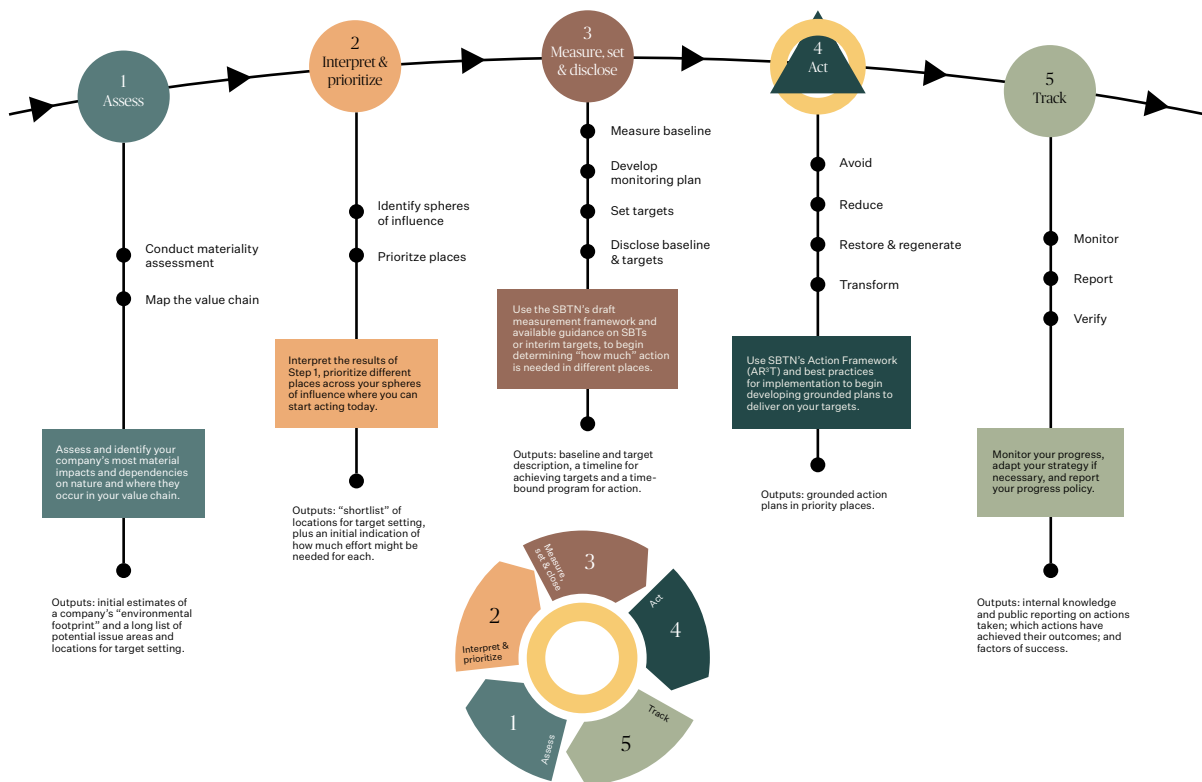 1
Assess
Conduct materiality
assessment
Map the value chain
Assess and identify your
company's most material
impacts and dependencies
on nature and where they
occur in your value chain.
Outputs: initial estimates of
a company's “environmental
footprint” and a long list of
potential issue areas and
locations for target setting.
2
Interpret &
prioritize
Identify spheres
of influence
Prioritze places
Interpret the results of
Step 1, prioritize different
places across your spheres
of influence where you can
start acting today.
Outputs: “shortlist” of
locations for target setting,
plus an initial indication of
how much effort might be
needed for each.
3
Measure, set
& disclose
Measure baseline
Develop
monitoring plan
Set targets
Disclose baseline
& targets
Use the SBTN's draft
measurement framework and
available guidance on SBTs
or interim targets, to begin
determining “how much” action
is needed in different places.
Outputs: baseline and target
description, a timeline for
achieving targets and a time-
bound program for action.
4
Act
Avoid
Reduce
Restore & regenerate
Transform
Use SBTN's Action Framework
(AR³T) and best practices
for implementation to begin
developing grounded plans to
deliver on your targets.
Outputs: grounded action
plans in priority places.
5
Track
Monitor
Report
Verify
Monitor your progress,
adapt your strategy if
necessary, and report
your progress policy.
Outputs: internal knowledge
and public reporting on actions
taken; which actions have
achieved their outcomes; and
factors of success.
1
Assess
2
Interpret &
prioritize
3
Measure,
set & close
4
Act
5
Track